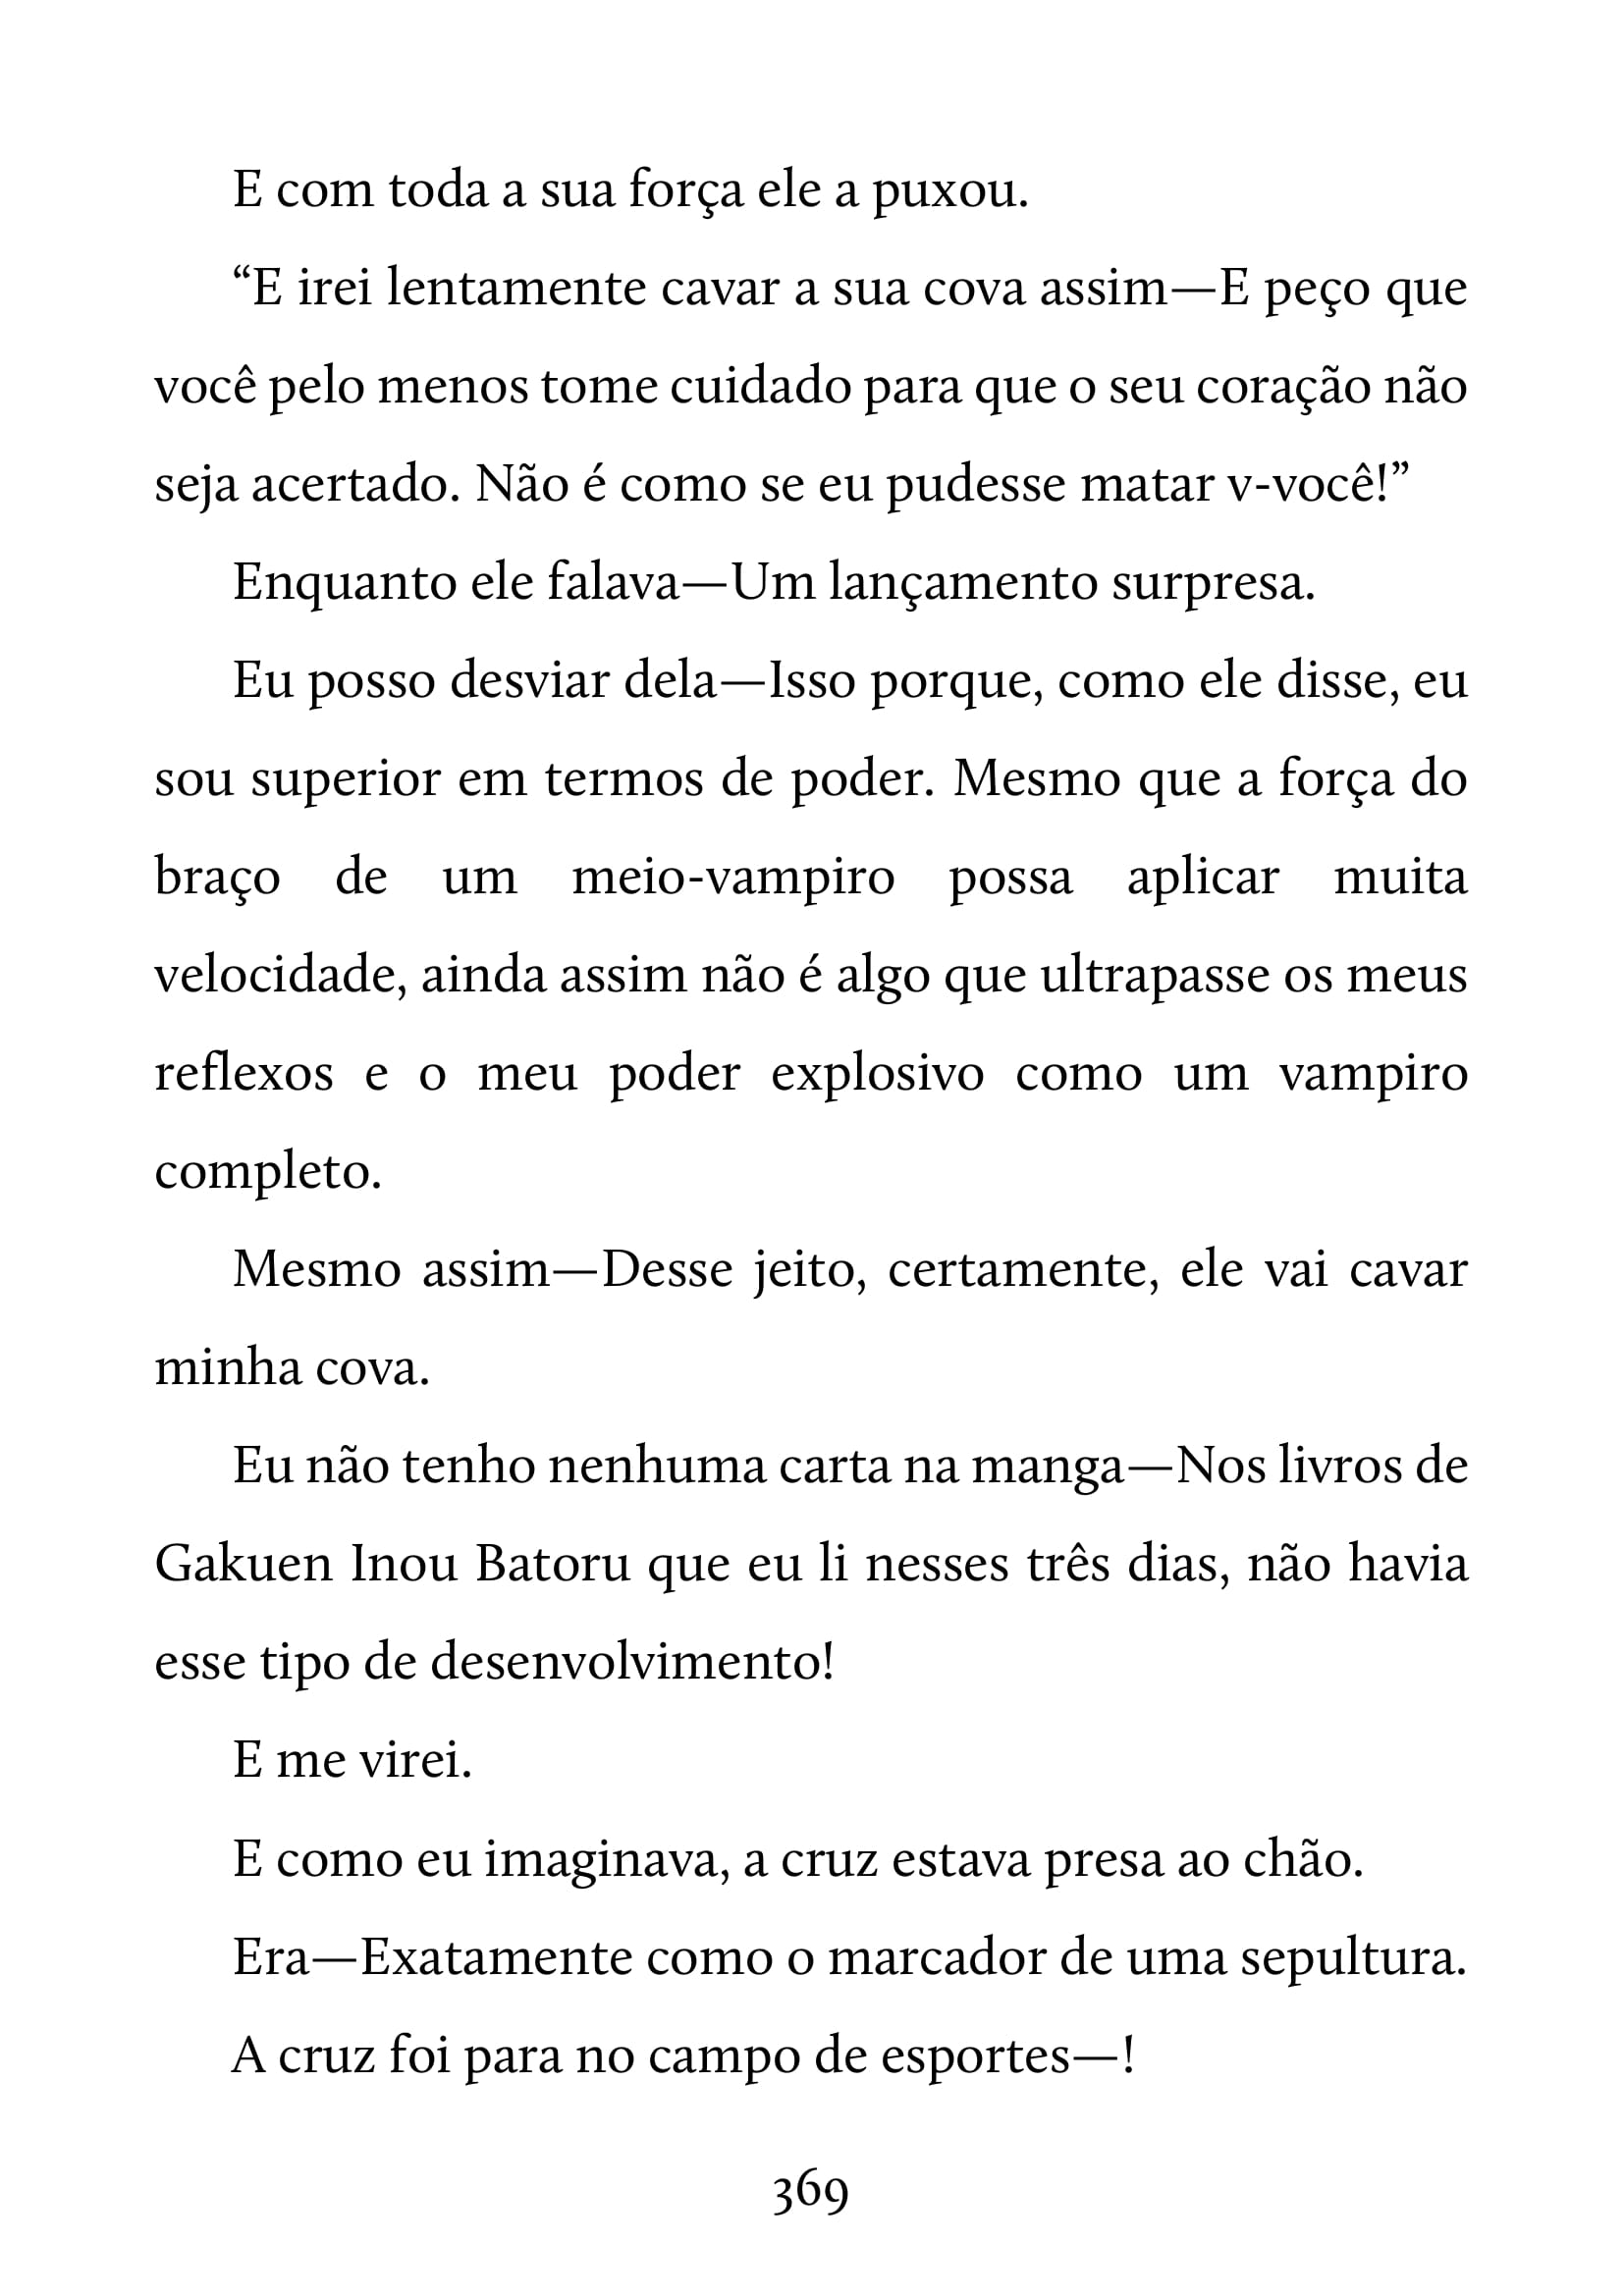 E com toda a sua força ele a puxou.
“E irei lentamente cavar a sua cova assim—E peço que
você pelo menos tome cuidado para que o seu coração não
seja acertado. Não é como se eu pudesse matar v-você!”
Enquanto ele falava—Um lançamento surpresa.
Eu posso desviar dela—Isso porque, como ele disse, eu
sou superior em termos de poder. Mesmo que a força do
braço de um meio-vampiro possa aplicar muita
velocidade, ainda assim não é algo que ultrapasse os meus
reflexos e o meu poder explosivo como um vampiro
completo.
Mesmo assim—Desse jeito, certamente, ele vai cavar
minha cova.
Eu não tenho nenhuma carta na manga—Nos livros de
Gakuen Inou Batoru que eu li nesses três dias, não havia
esse tipo de desenvolvimento!
E me virei.
E como eu imaginava, a cruz estava presa ao chão.
Era—Exatamente como o marcador de uma sepultura.
A cruz foi para no campo de esportes—!
369